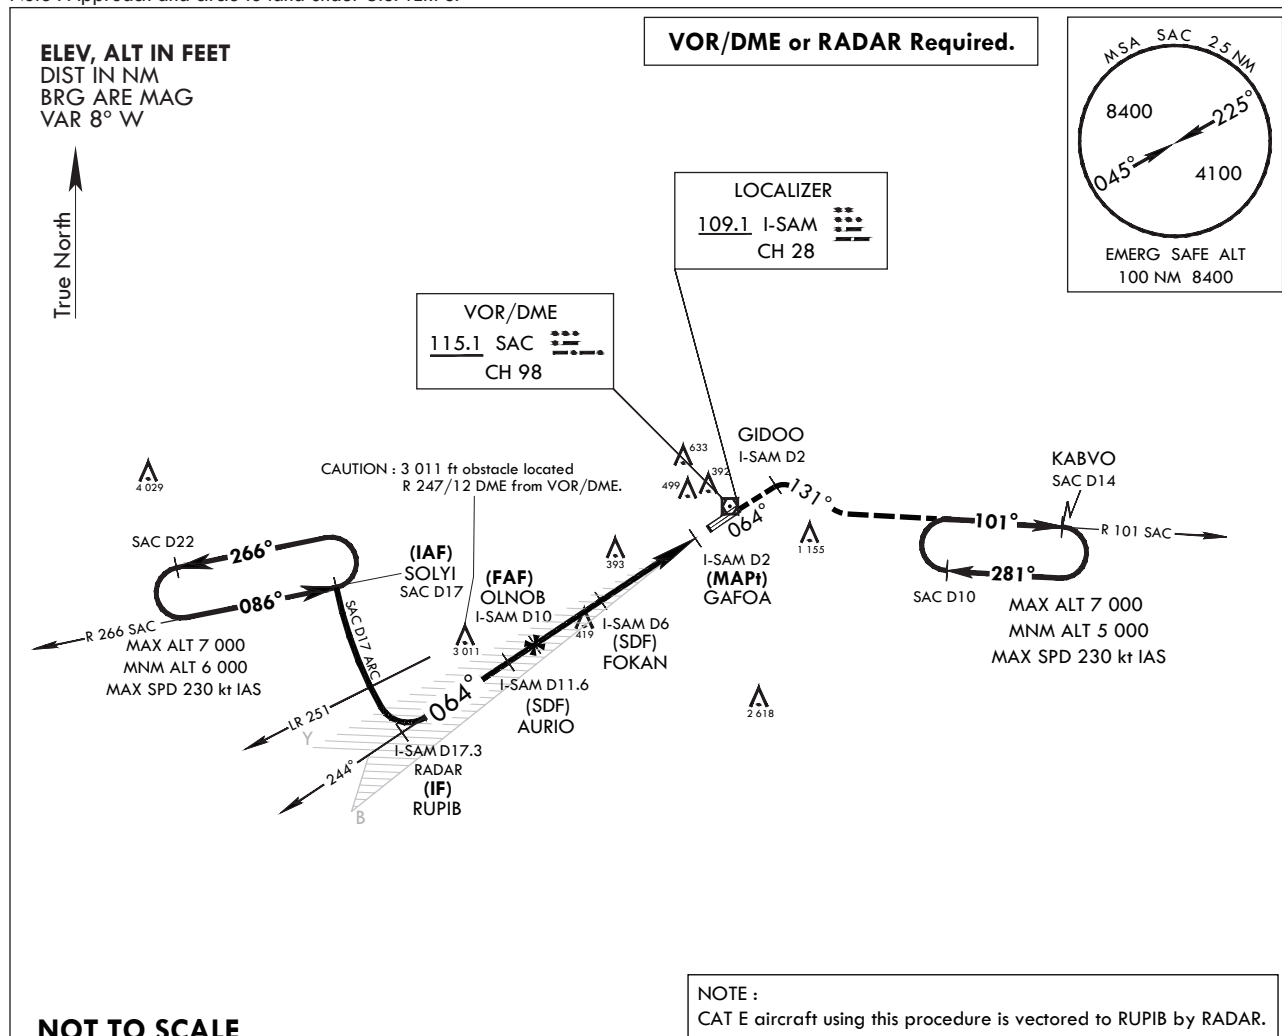 ELEV, ALT IN FEET
DIST IN NM
BRG ARE MAG
VAR 8° W
True North
VOR/DME or RADAR Required.
MSA SAC 25 NM
8400
225°
045°
4100
EMERG SAFE ALT
100 NM 8400
LOCALIZER
109.1 I-SAM
CH 28
VOR/DME
115.1 SAC
CH 98
4 029
CAUTION : 3 011 ft obstacle located
R 247/12 DME from VOR/DME.
633
499
392
GIDOO
I-SAM D2
131°
064°
KABVO
SAC D14
101°
R 101 SAC
281°
SAC D10
MAX ALT 7 000
MNM ALT 5 000
MAX SPD 230 kt IAS
1 155
SAC D22
266°
086°
R 266 SAC
(IAF)
SOLYI
SAC D17
MAX ALT 7 000
MNM ALT 6 000
MAX SPD 230 kt IAS
SAC D17 ARC
393
(FAF)
OLNOB
I-SAM D10
I-SAM D2
(MAPt)
GAFOA
3 011
419
I-SAM D6
(SDF)
FOKAN
064°
I-SAM D11.6
(SDF)
AURIO
2 618
LR 251
Y
244°
I-SAM D17.3
RADAR
(IF)
RUPIB
B
NOTE :
CAT E aircraft using this procedure is vectored to RUPIB by RADAR.
NOT TO SCALE